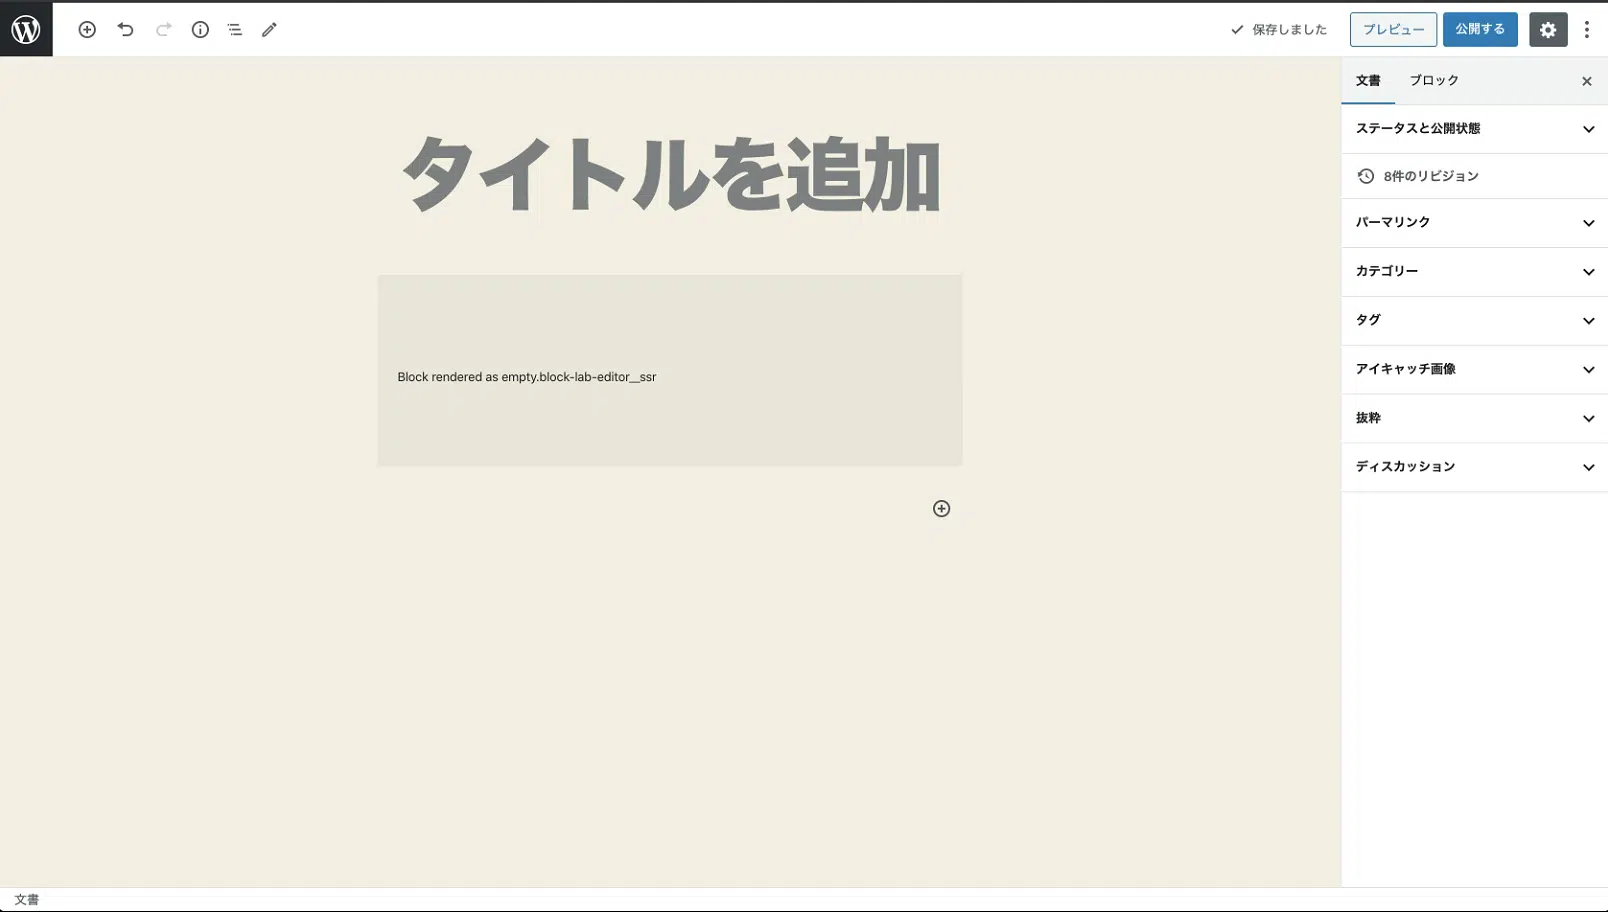 保存しました
プレビュー
公開する
文書
ブロック
ステータスと公開状態
8件のリビジョン
パーマリンク
カテゴリー
タグ
アイキャッチ画像
抜粋
ディスカッション
タイトルを追加
Block rendered as empty.block-lab-editor__ssr
文書